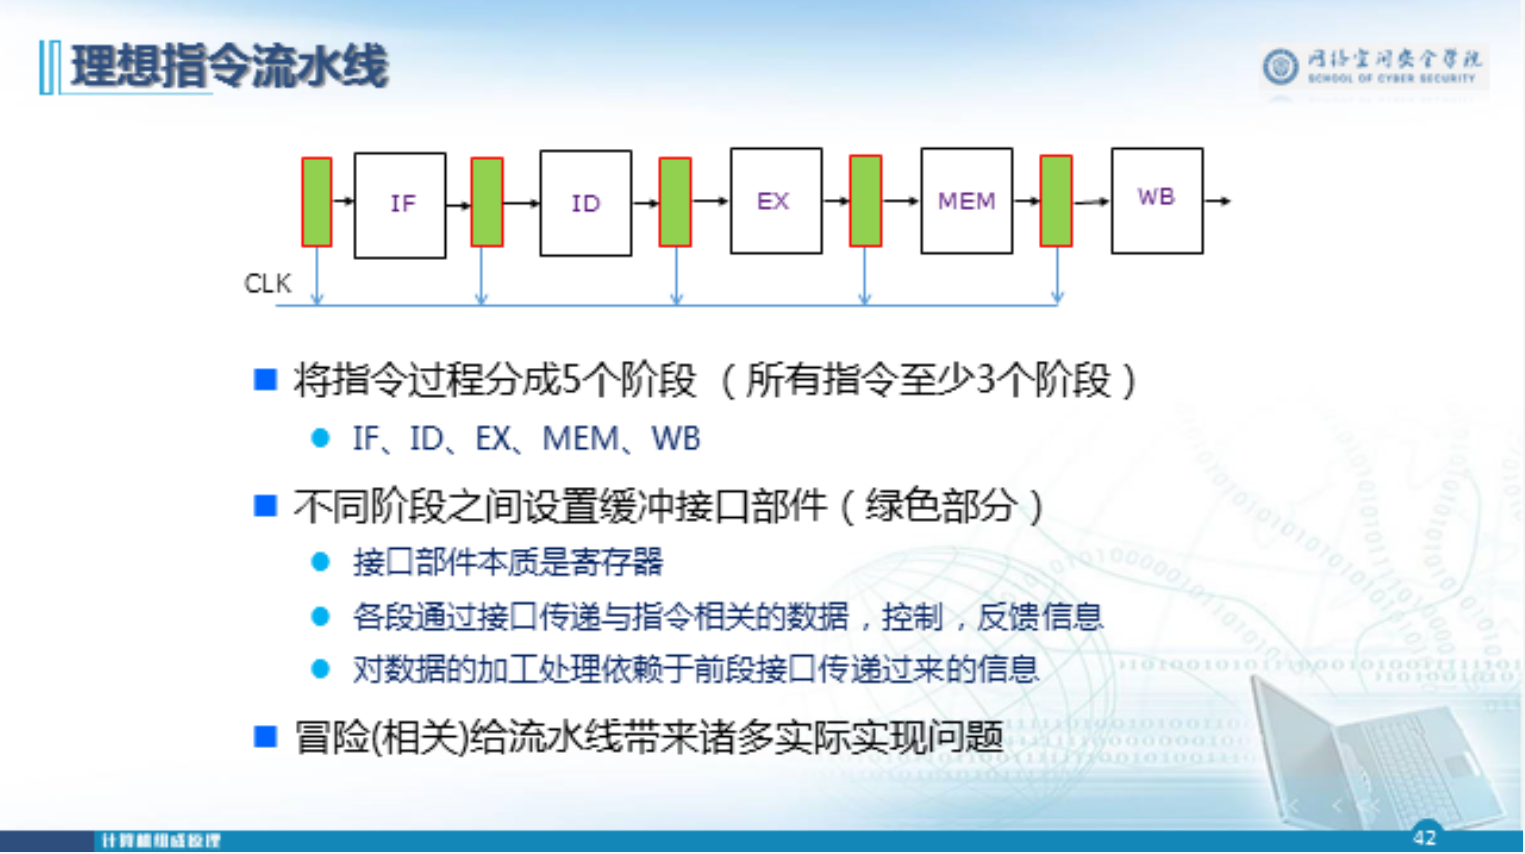 理想指令流水线
网络空间安全学院
SCHOOL OF CYBER SECURITY
IF
ID
EX
MEM
WB
CLK
将指令过程分成5个阶段（所有指令至少3个阶段）
IF、ID、EX、MEM、WB
不同阶段之间设置缓冲接口部件（绿色部分）
接口部件本质是寄存器
各段通过接口传递与指令相关的数据，控制，反馈信息
对数据的加工处理依赖于前段接口传递过来的信息
冒险(相关)给流水线带来诸多实际实现问题
计算机组成原理
42